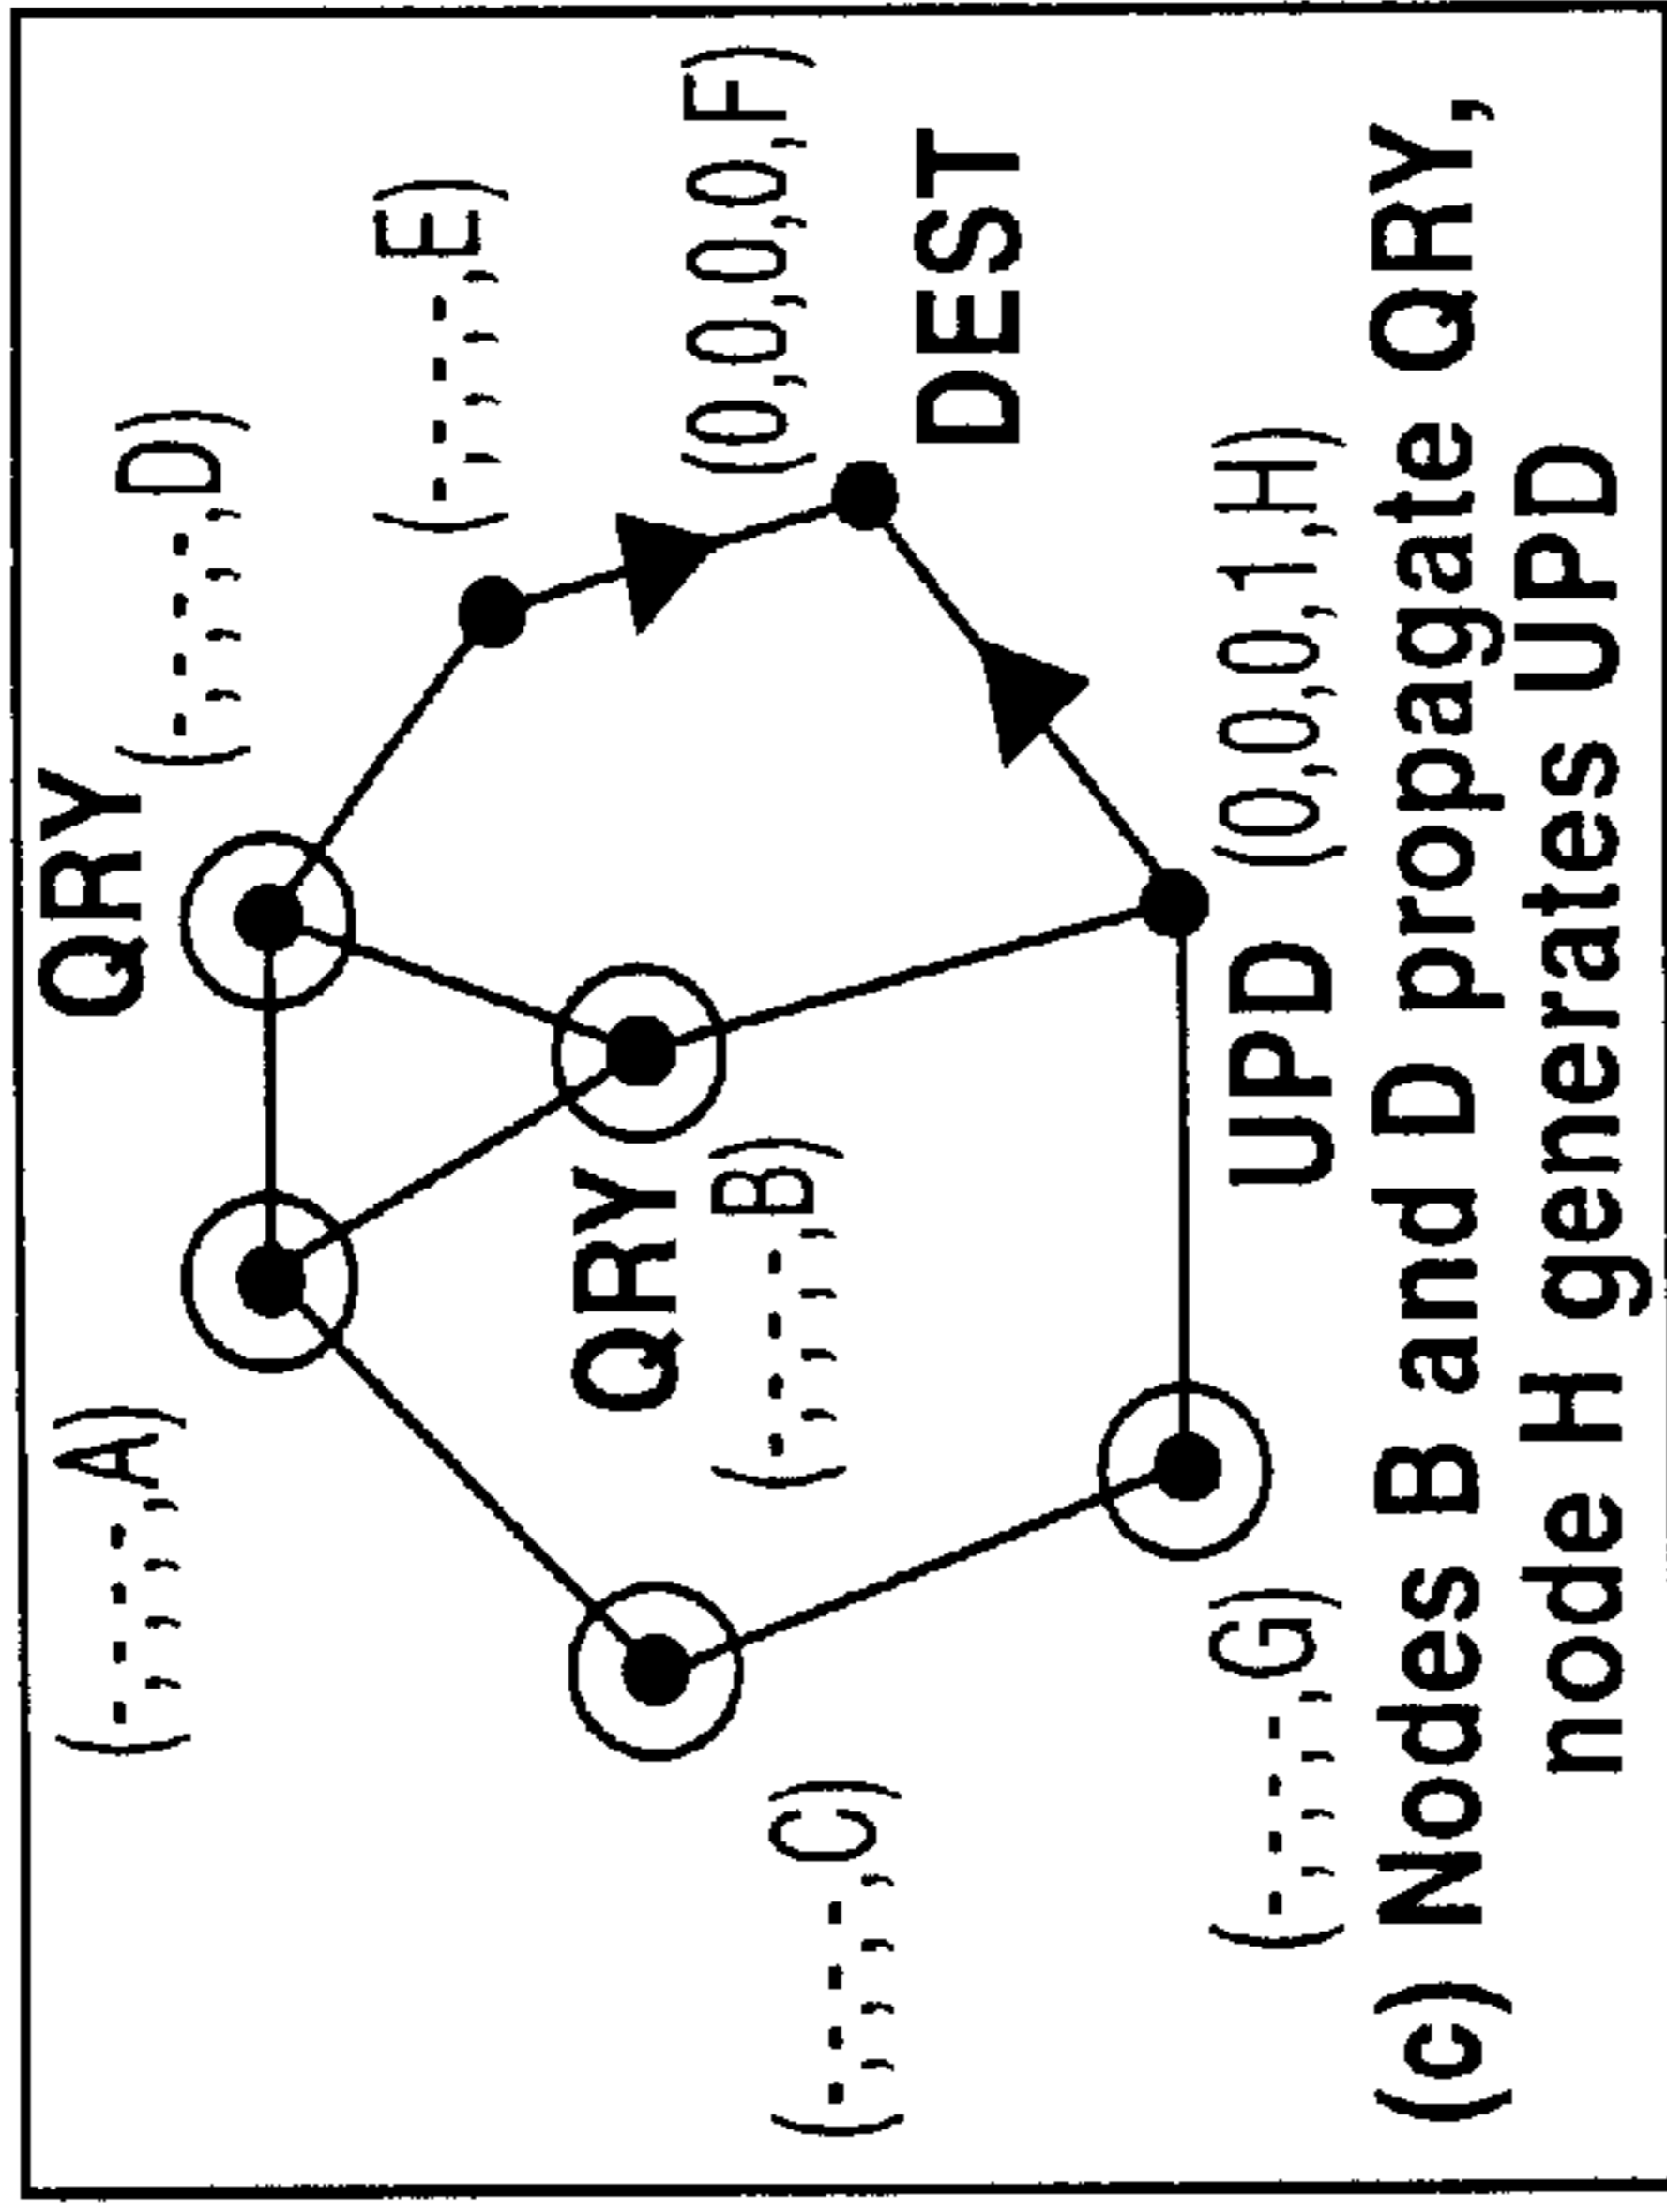 QRY
(-,-,-,-,A)
(-,-,-,-,D)
(-,-,-,-,E)
QRY
(-,-,-,-,B)
(0,0,0,0,F)
(-,-,-,-,C)
DEST
UPD
(0,0,0,1,H)
(-,-,-,-,G)
(c) Nodes B and D propagate QRY,
node H generates UPD